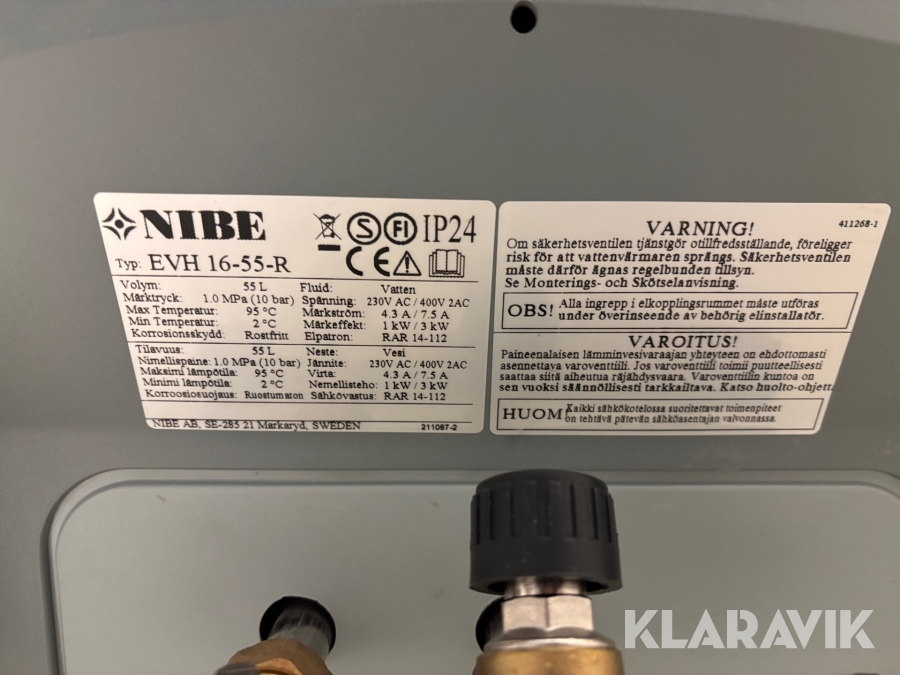 NIBE
S FI IP24
CE
Typ: EVH 16-55-R
Volym: 55 L Fluid: Vatten
Märktryck: 1.0 MPa (10 bar) Spänning: 230V AC / 400V 2AC
Max Temperatur: 95 °C Märkström: 4.3 A / 7.5 A
Min Temperatur: 2 °C Märkeffekt: 1 kW / 3 kW
Korrosionsskydd: Rostfritt Elpatron: RAR 14-112
Tilavuus: 55 L Neste: Vesi
Nimellispaine: 1.0 MPa (10 bar) Jännite: 230V AC / 400V 2AC
Maksimi lämpötila: 95 °C Virta: 4.3 A / 7.5 A
Minimi lämpötila: 2 °C Nemellisteho: 1 kW / 3 kW
Korroosiosuojaus: Ruostumaton Sähkövastus: RAR 14-112
NIBE AB, SE-285 21 Markaryd, SWEDEN 211087-2
VARNING! 411268-1
Om säkerhetsventilen tjänstgör otillfredsställande, föreligger
risk för att vattenvärmaren sprängs. Säkerhetsventilen
måste därför ägnas regelbunden tillsyn.
Se Monterings- och Skötselanvisning.
OBS! Alla ingrepp i elkopplingsrummet måste utföras
under överinseende av behörig elinstallatör.
VAROITUS!
Paineenalaisen lämminvesivaraajan yhteyteen on ehdottomasti
asennettava varoventtiili. Jos varoventtiili toimii puutteellisesti
saattaa siitä aiheutua räjähdysvaara. Varoventtiilin kuntoa on
sen vuoksi säännöllisesti tarkkailtava. Katso huolto-ohjett
HUOM Kaikki sähkökotelossa suoritettavat toimenpiteet
on tehtävä pätevän sähköasentajan valvonnassa.
KLARAVIK